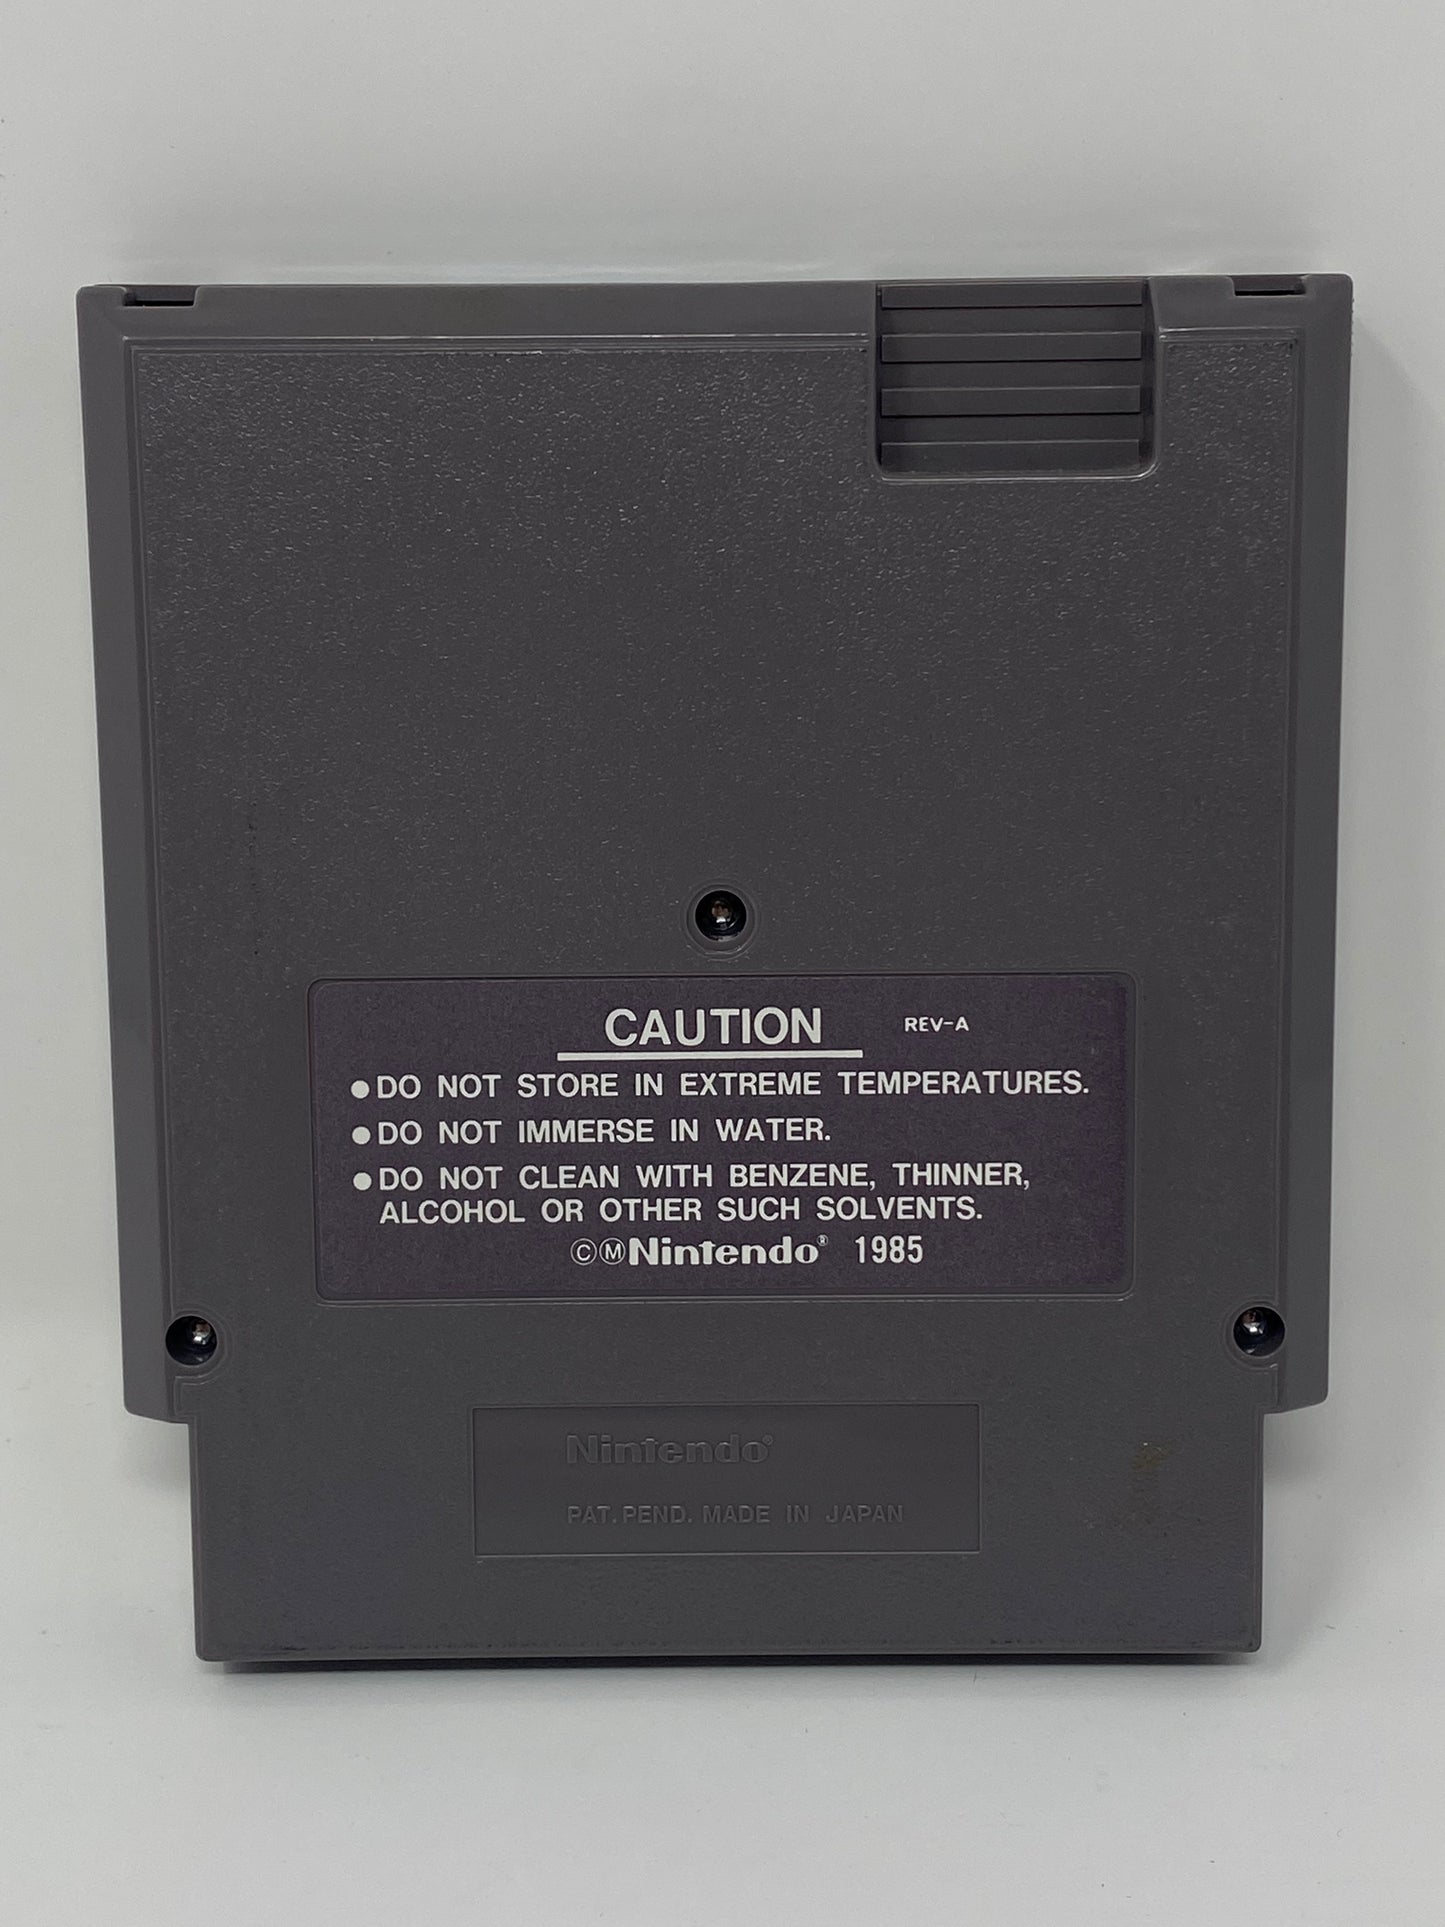 CAUTION REV-A
●DO NOT STORE IN EXTREME TEMPERATURES.
●DO NOT IMMERSE IN WATER.
●DO NOT CLEAN WITH BENZENE, THINNER,
ALCOHOL OR OTHER SUCH SOLVENTS.
©ⓂNintendo® 1985
Nintendo®
PAT. PEND. MADE IN JAPAN